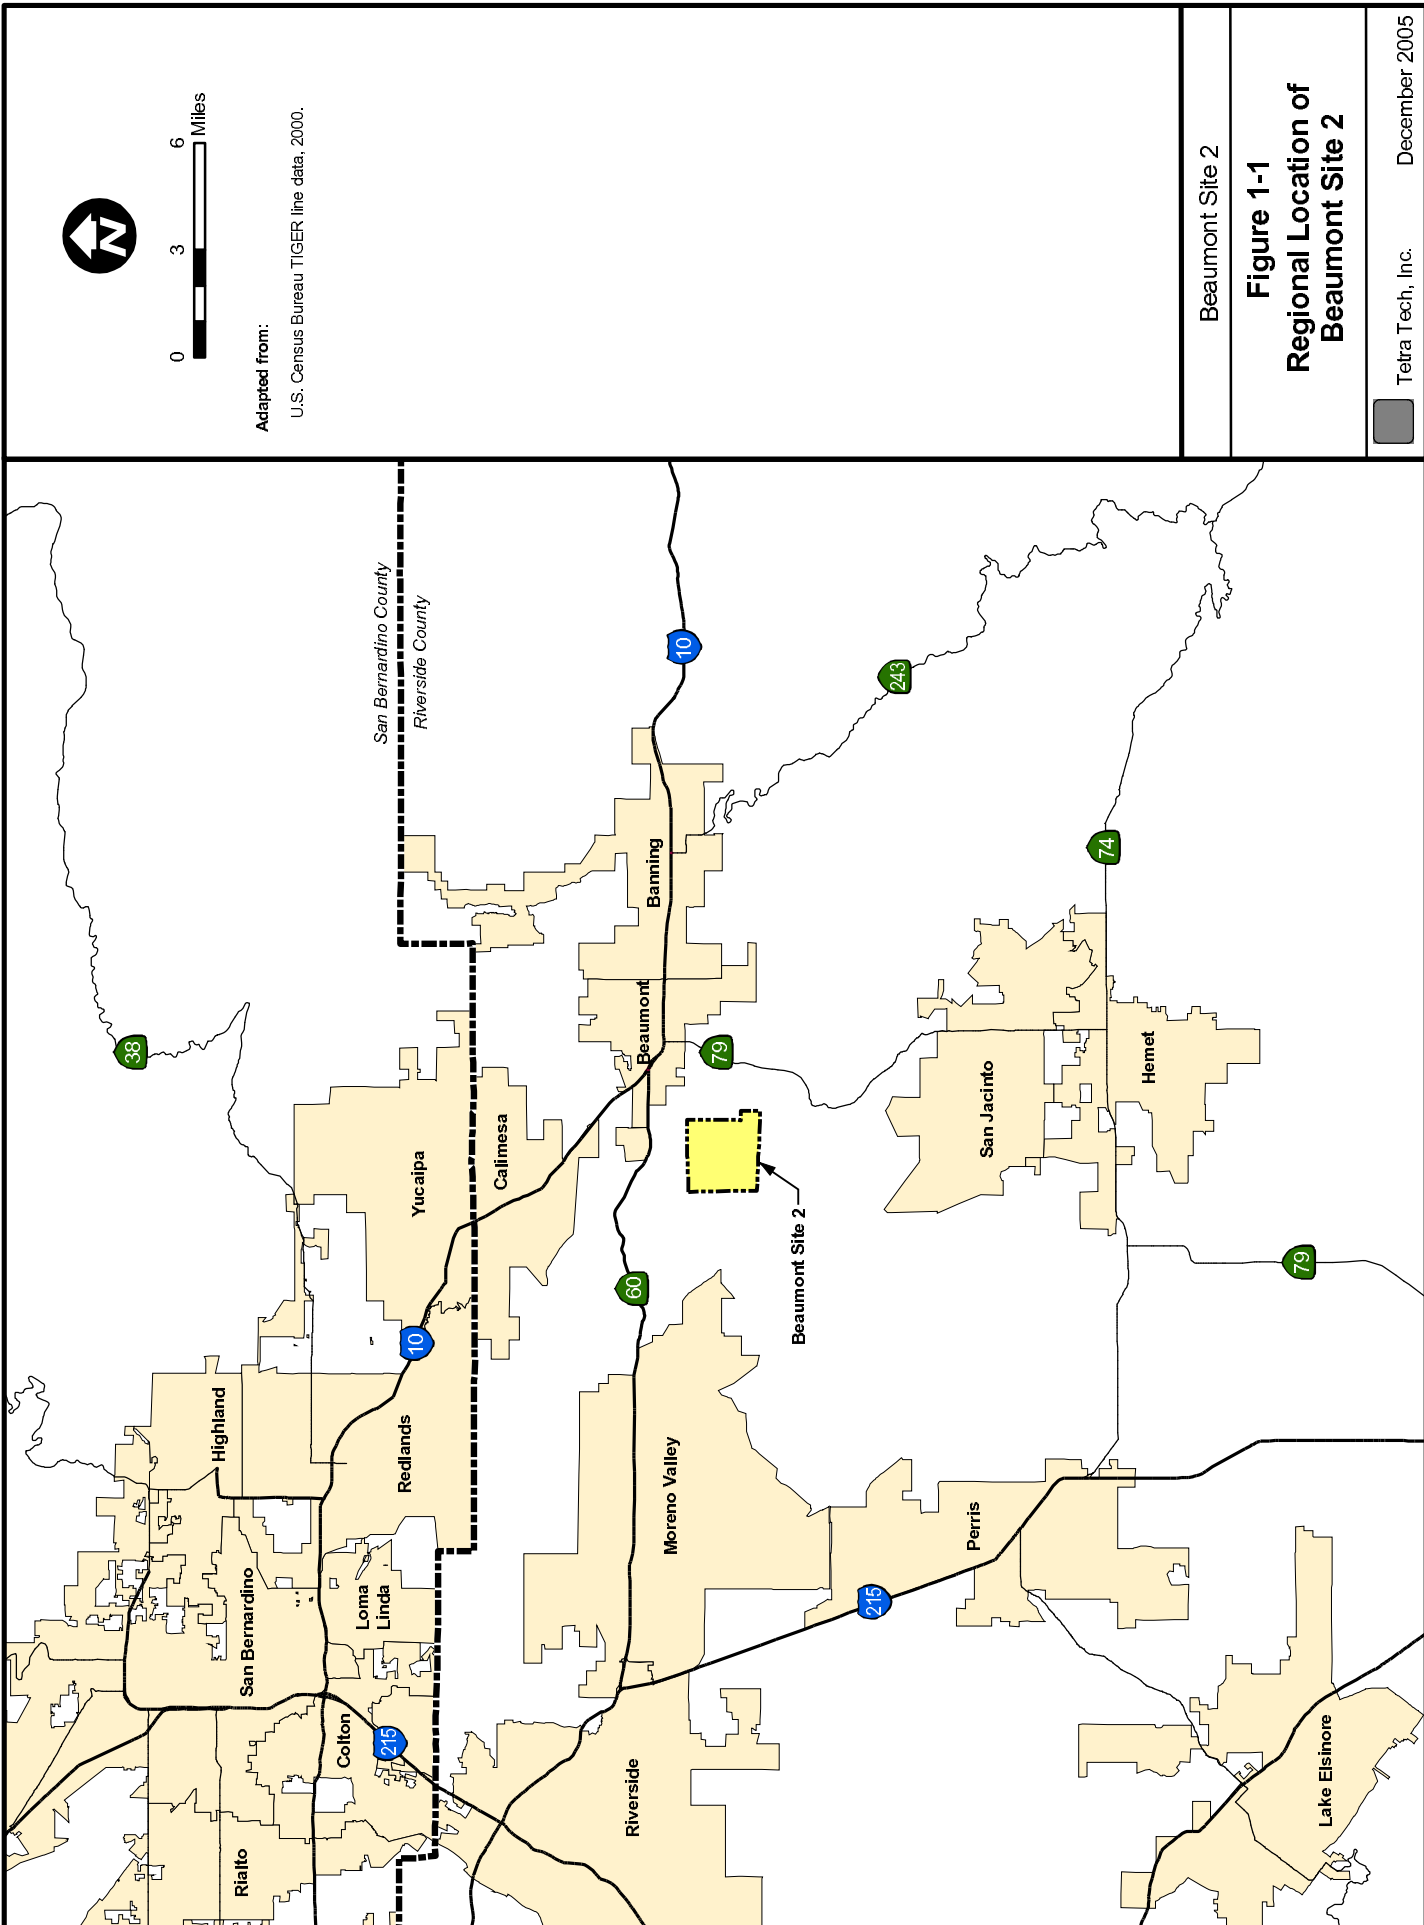 38
San Bernardino County
Riverside County
10
243
74
Banning
Beaumont
79
Hemet
San Jacinto
Yucaipa
Calimesa
Beaumont Site 2
79
60
10
Highland
Redlands
Moreno Valley
Perris
215
San Bernardino
Loma
Linda
Colton
215
Rialto
Riverside
Lake Elsinore
N
0 3 6
Miles
Adapted from:
U.S. Census Bureau TIGER line data, 2000.
Beaumont Site 2
Figure 1-1
Regional Location of
Beaumont Site 2
Tetra Tech, Inc. December 2005